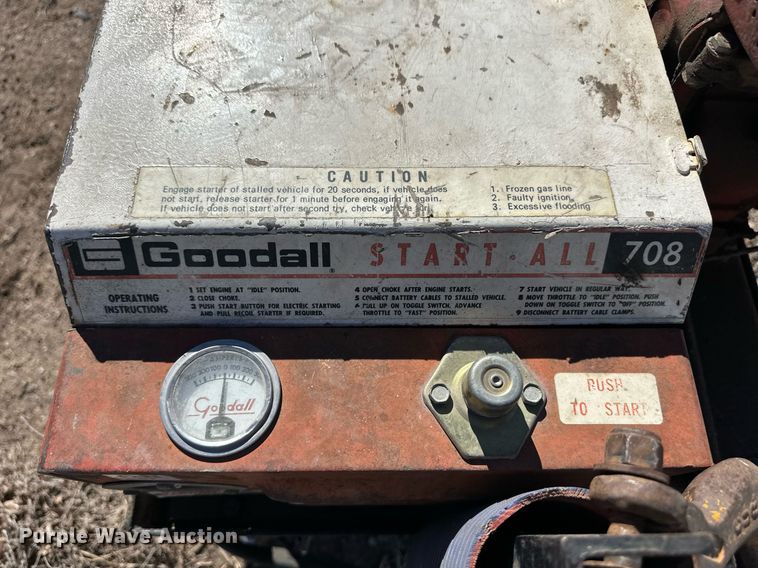 CAUTION
Engage starter of stalled vehicle for 20 seconds, if vehicle does
not start, release starter for 1 minute before engaging it again.
If vehicle does not start after second try, check vehicle for:
1. Frozen gas line
2. Faulty ignition
3. Excessive flooding
Goodall START·ALL 708
OPERATING
INSTRUCTIONS
1 SET ENGINE AT "IDLE" POSITION.
2 CLOSE CHOKE.
3 PUSH START BUTTON FOR ELECTRIC STARTING
AND PULL RECOIL STARTER IF REQUIRED.
4 OPEN CHOKE AFTER ENGINE STARTS.
5 CONNECT BATTERY CABLES TO STALLED VEHICLE.
6 PULL UP ON TOGGLE SWITCH, ADVANCE
THROTTLE TO "FAST" POSITION.
7 START VEHICLE IN REGULAR WAY.
8 MOVE THROTTLE TO "IDLE" POSITION. PUSH
DOWN ON TOGGLE SWITCH TO "OFF" POSITION.
9 DISCONNECT BATTERY CABLE CLAMPS.
AMPERES
200 100 0 100 200
Goodall
PUSH
TO START
Purple Wave Auction